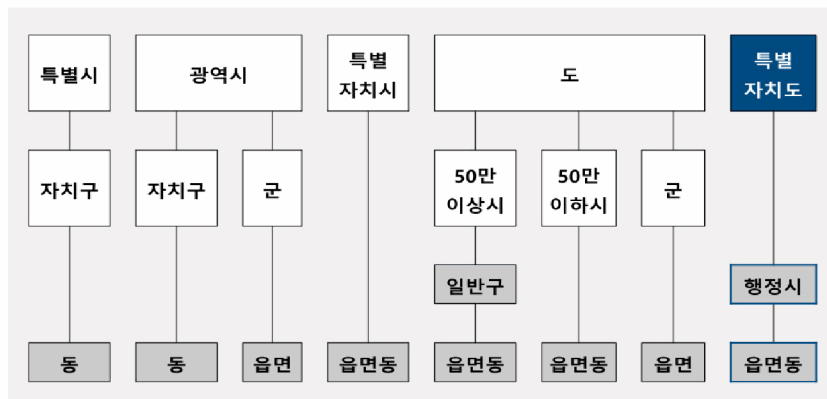 특별시
광역시
특별
자치시
도
특별
자치도
자치구
자치구
군
50만
이상시
50만
이하시
군
일반구
행정시
동
동
읍면
읍면동
읍면동
읍면동
읍면
읍면동